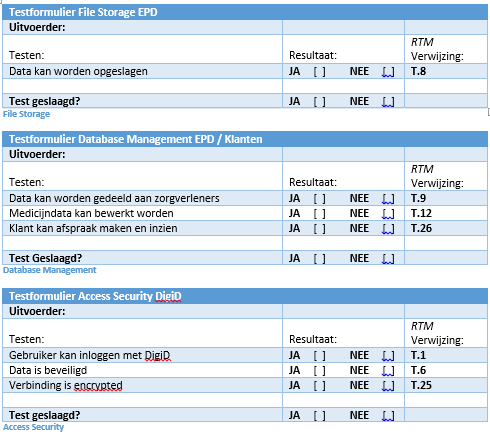 Testformulier File Storage EPD
Uitvoerder:
RTM
Testen: Resultaat: Verwijzing:
Data kan worden opgeslagen JA [ ] NEE [ ] T.8
Test geslaagd? JA [ ] NEE [ ]
File Storage
Testformulier Database Management EPD / Klanten
Uitvoerder:
RTM
Testen: Resultaat: Verwijzing:
Data kan worden gedeeld aan zorgverleners JA [ ] NEE [ ] T.9
Medicijndata kan bewerkt worden JA [ ] NEE [ ] T.12
Klant kan afspraak maken en inzien JA [ ] NEE [ ] T.26
Test Geslaagd? JA [ ] NEE [ ]
Database Management
Testformulier Access Security DigiD
Uitvoerder:
RTM
Testen: Resultaat: Verwijzing:
Gebruiker kan inloggen met DigiD JA [ ] NEE [ ] T.1
Data is beveiligd JA [ ] NEE [ ] T.6
Verbinding is encrypted JA [ ] NEE [ ] T.25
Test geslaagd? JA [ ] NEE [ ]
Access Security